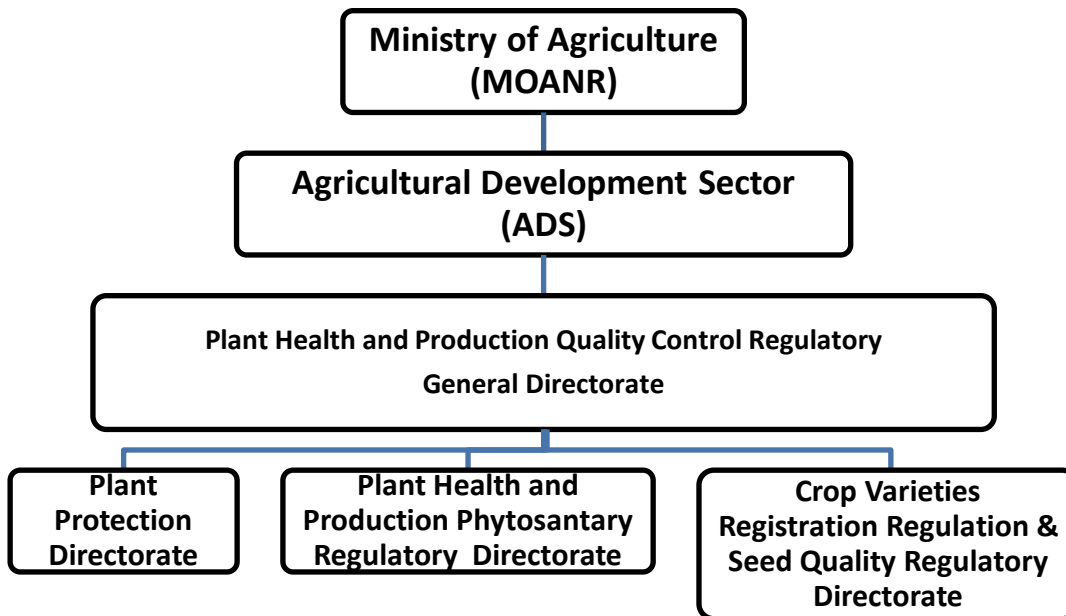 Ministry of Agriculture
(MOANR)
Agricultural Development Sector
(ADS)
Plant Health and Production Quality Control Regulatory
General Directorate
Plant
Protection
Directorate
Plant Health and
Production Phytosantary
Regulatory Directorate
Crop Varieties
Registration Regulation &
Seed Quality Regulatory
Directorate